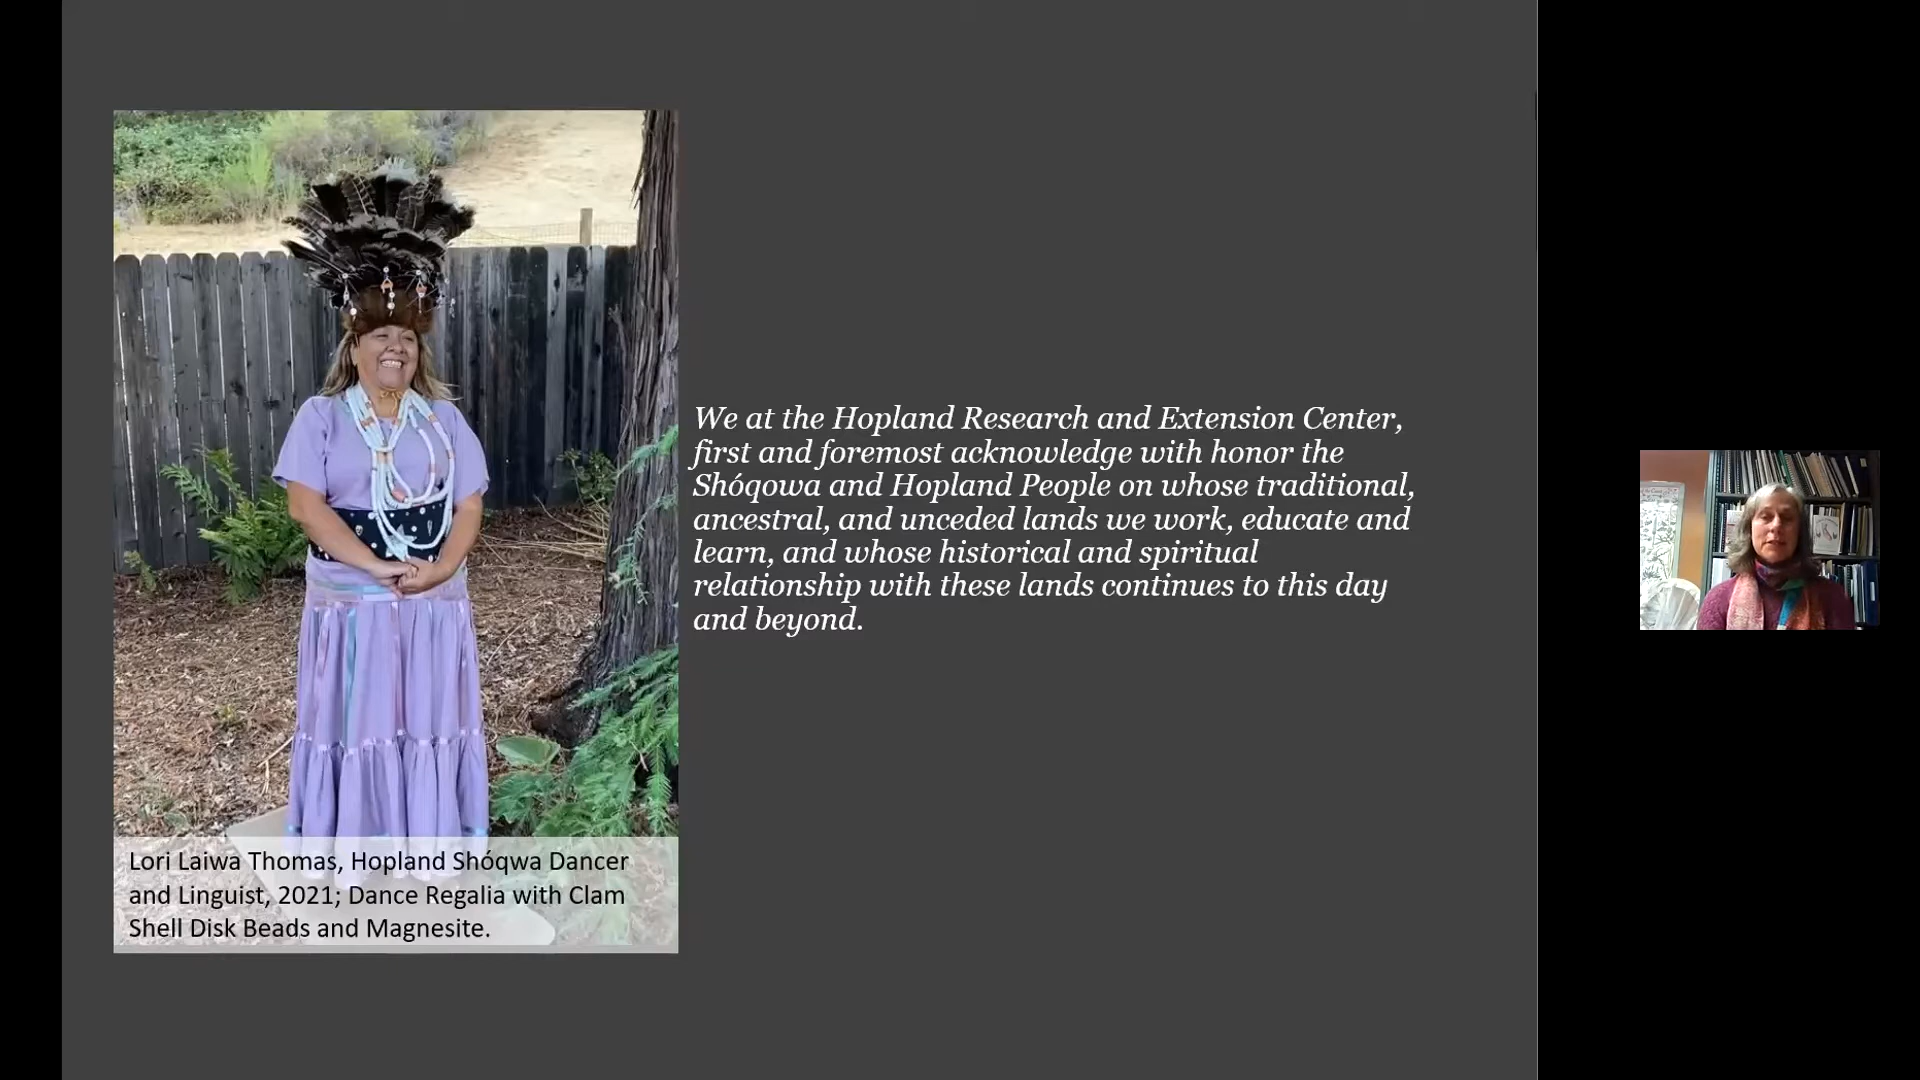 We at the Hopland Research and Extension Center,
first and foremost acknowledge with honor the
Shóqowa and Hopland People on whose traditional,
ancestral, and unceded lands we work, educate and
learn, and whose historical and spiritual
relationship with these lands continues to this day
and beyond.
Lori Laiwa Thomas, Hopland Shóqwa Dancer
and Linguist, 2021; Dance Regalia with Clam
Shell Disk Beads and Magnesite.